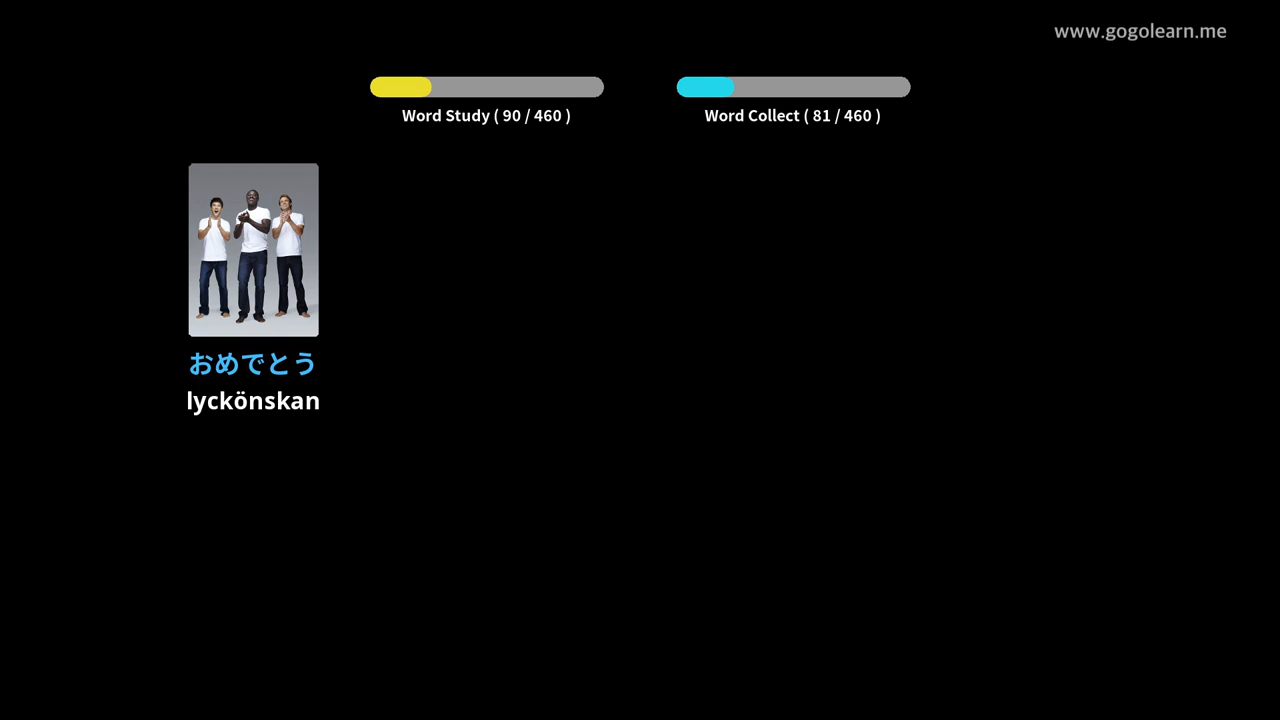 www.gogolearn.me
Word Study ( 90 / 460 )
Word Collect ( 81 / 460 )
おめでとう
lyckönskan